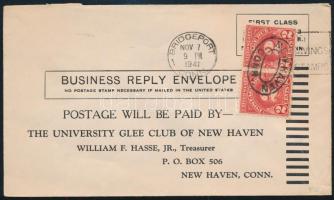 BRIDGEPORT
NOV 7
9 PM
1941
FIRST CLASS
BUSINESS REPLY ENVELOPE
NO POSTAGE STAMP NECESSARY IF MAILED IN THE UNITED STATES
POSTAGE WILL BE PAID BY—
THE UNIVERSITY GLEE CLUB OF NEW HAVEN
WILLIAM F. HASSE, JR., Treasurer
P. O. BOX 506
NEW HAVEN, CONN.